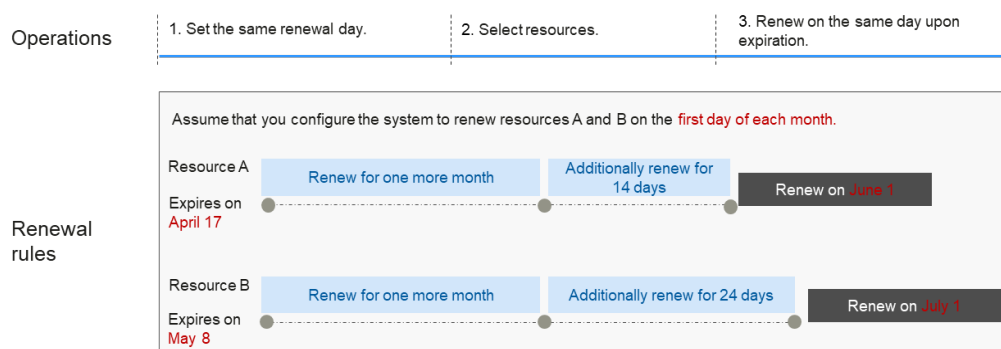 Operations
1. Set the same renewal day.
2. Select resources.
3. Renew on the same day upon
expiration.
Renewal
rules
Assume that you configure the system to renew resources A and B on the first day of each month.
Resource A
Renew for one more month
Additionally renew for
14 days
Renew on June 1
Expires on
April 17
Resource B
Renew for one more month
Additionally renew for 24 days
Renew on July 1
Expires on
May 8